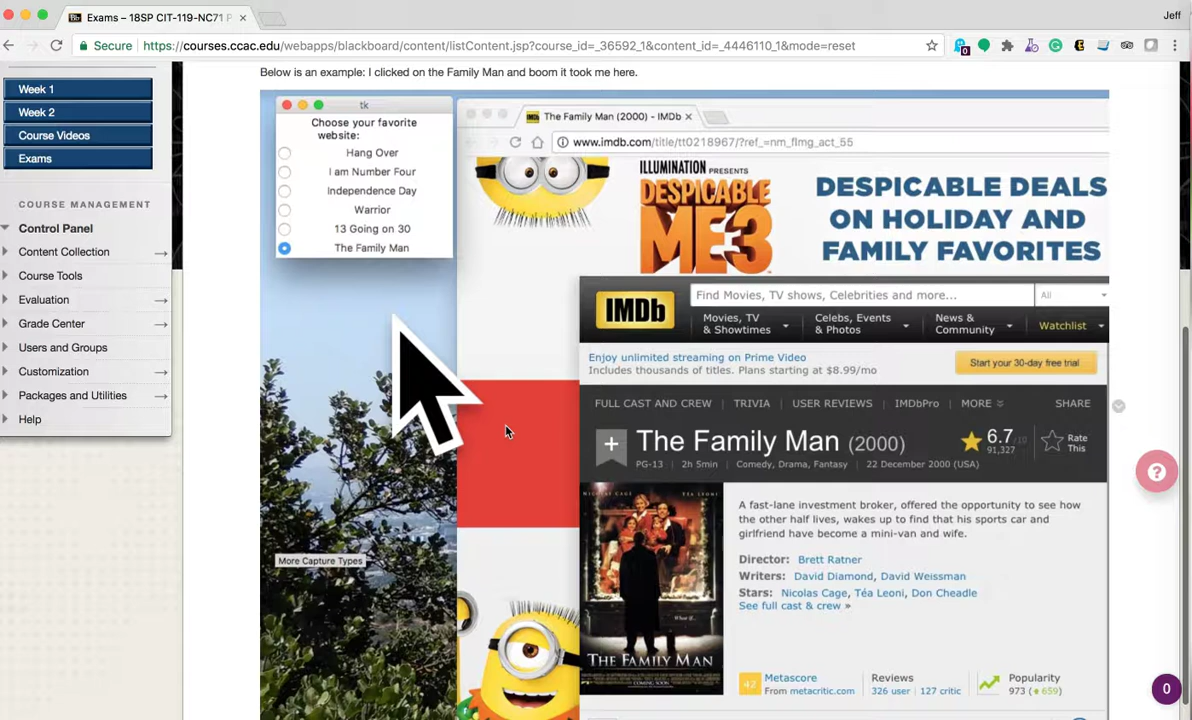 Exams – 18SP CIT-119-NC71 P
Jeff
Secure
https://courses.ccac.edu/webapps/blackboard/content/listContent.jsp?course_id=_36592_1&content_id=_4446110_1&mode=reset
0
Week 1
Week 2
Course Videos
Exams
COURSE MANAGEMENT
Control Panel
Content Collection
Course Tools
Evaluation
Grade Center
Users and Groups
Customization
Packages and Utilities
Help
Below is an example: I clicked on the Family Man and boom it took me here.
tk
Choose your favorite
website:
Hang Over
I am Number Four
Independence Day
Warrior
13 Going on 30
The Family Man
More Capture Types
The Family Man (2000) - IMDb
www.imdb.com/title/tt0218967/?ref_=nm_flmg_act_55
ILLUMINATION PRESENTS
DESPICABLE
ME3
DESPICABLE DEALS
ON HOLIDAY AND
FAMILY FAVORITES
IMDb
Find Movies, TV shows, Celebrities and more...
All
Movies, TV
& Showtimes
Celebs, Events
& Photos
News &
Community
Watchlist
Enjoy unlimited streaming on Prime Video
Includes thousands of titles. Plans starting at $8.99/mo
Start your 30-day free trial
FULL CAST AND CREW
TRIVIA
USER REVIEWS
IMDbPro
MORE
SHARE
The Family Man (2000)
6.7/10
91,327
Rate
This
PG-13 | 2h 5min | Comedy, Drama, Fantasy | 22 December 2000 (USA)
NICOLAS CAGE TÉA LEONI
THE FAMILY MAN
A fast-lane investment broker, offered the opportunity to see how
the other half lives, wakes up to find that his sports car and
girlfriend have become a mini-van and wife.
Director: Brett Ratner
Writers: David Diamond, David Weissman
Stars: Nicolas Cage, Téa Leoni, Don Cheadle
See full cast & crew »
42
Metascore
From metacritic.com
Reviews
326 user | 127 critic
Popularity
973 (659)
?
0